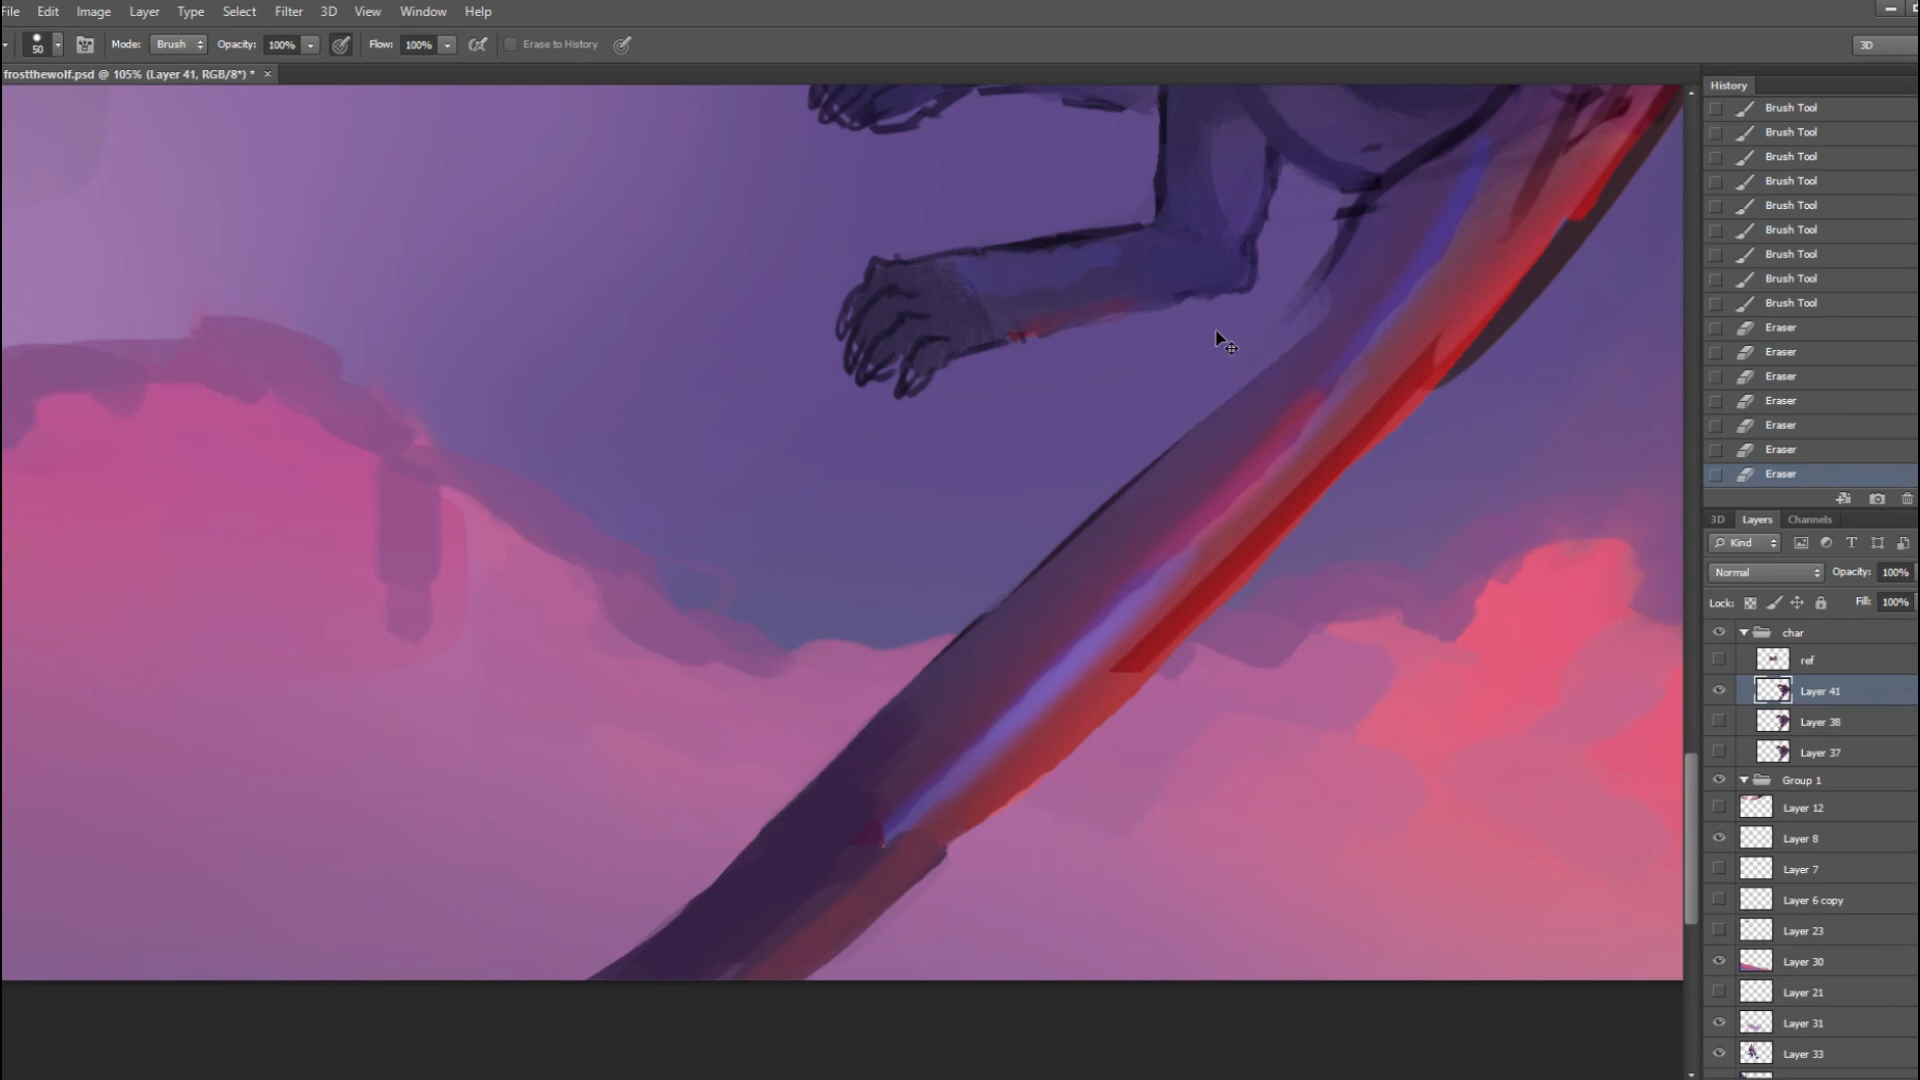 File Edit Image Layer Type Select Filter 3D View Window Help
50 Mode: Brush Opacity: 100% Flow: 100% Erase to History 3D
frostthewolf.psd @ 105% (Layer 41, RGB/8*) * ×
History
Brush Tool
Brush Tool
Brush Tool
Brush Tool
Brush Tool
Brush Tool
Brush Tool
Brush Tool
Brush Tool
Eraser
Eraser
Eraser
Eraser
Eraser
Eraser
Eraser
3D Layers Channels
Kind T
Normal Opacity: 100%
Lock: Fill: 100%
char
ref
Layer 41
Layer 38
Layer 37
Group 1
Layer 12
Layer 8
Layer 7
Layer 6 copy
Layer 23
Layer 30
Layer 21
Layer 31
Layer 33